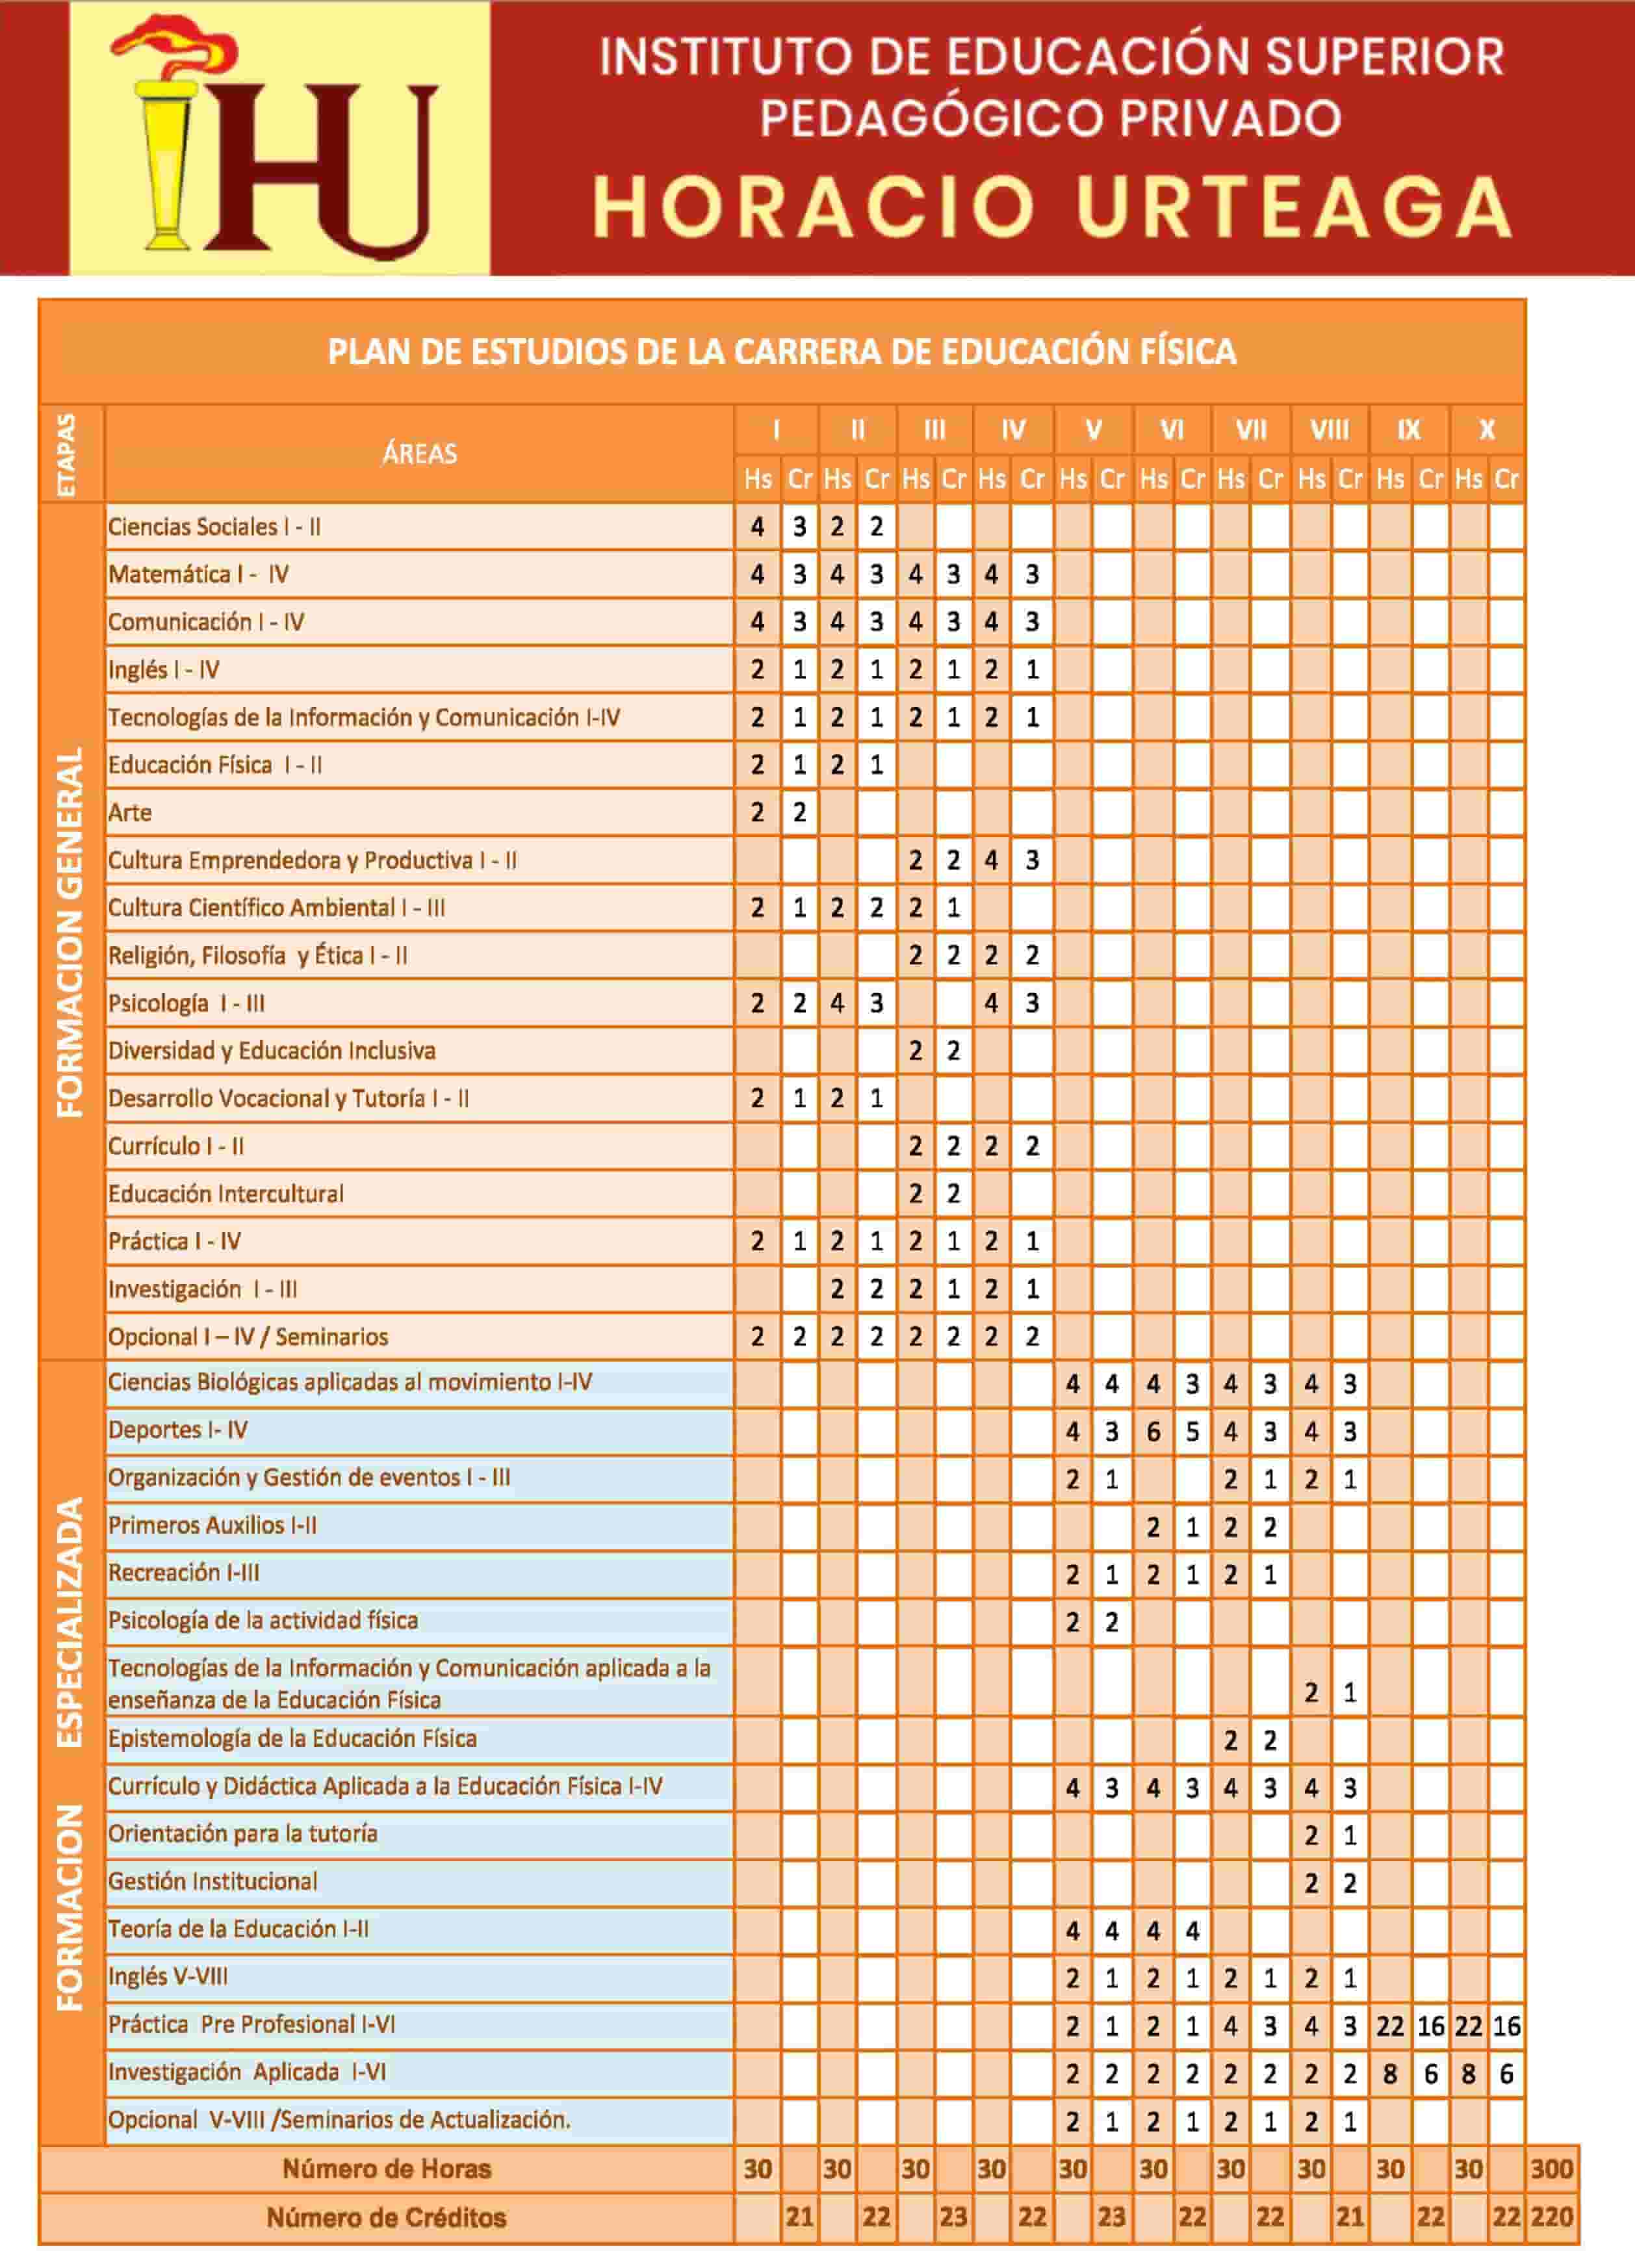 IHU
INSTITUTO DE EDUCACIÓN SUPERIOR
PEDAGÓGICO PRIVADO
HORACIO URTEAGA
PLAN DE ESTUDIOS DE LA CARRERA DE EDUCACIÓN FÍSICA
ETAPAS ÁREAS I II III IV V VI VII VIII IX X
Hs Cr Hs Cr Hs Cr Hs Cr Hs Cr Hs Cr Hs Cr Hs Cr Hs Cr Hs Cr
FORMACION GENERAL
Ciencias Sociales I - II 4 3 2 2
Matemática I - IV 4 3 4 3 4 3 4 3
Comunicación I - IV 4 3 4 3 4 3 4 3
Inglés I - IV 2 1 2 1 2 1 2 1
Tecnologías de la Información y Comunicación I-IV 2 1 2 1 2 1 2 1
Educación Física I - II 2 1 2 1
Arte 2 2
Cultura Emprendedora y Productiva I - II 2 2 4 3
Cultura Científico Ambiental I - III 2 1 2 2 2 1
Religión, Filosofía y Ética I - II 2 2 2 2
Psicología I - III 2 2 4 3 4 3
Diversidad y Educación Inclusiva 2 2
Desarrollo Vocacional y Tutoría I - II 2 1 2 1
Currículo I - II 2 2 2 2
Educación Intercultural 2 2
Práctica I - IV 2 1 2 1 2 1 2 1
Investigación I - III 2 2 2 1 2 1
Opcional I – IV / Seminarios 2 2 2 2 2 2 2 2
FORMACION ESPECIALIZADA
Ciencias Biológicas aplicadas al movimiento I-IV 4 4 4 3 4 3 4 3
Deportes I- IV 4 3 6 5 4 3 4 3
Organización y Gestión de eventos I - III 2 1 2 1 2 1
Primeros Auxilios I-II 2 1 2 2
Recreación I-III 2 1 2 1 2 1
Psicología de la actividad física 2 2
Tecnologías de la Información y Comunicación aplicada a la
enseñanza de la Educación Física 2 1
Epistemología de la Educación Física 2 2
Currículo y Didáctica Aplicada a la Educación Física I-IV 4 3 4 3 4 3 4 3
Orientación para la tutoría 2 1
Gestión Institucional 2 2
Teoría de la Educación I-II 4 4 4 4
Inglés V-VIII 2 1 2 1 2 1 2 1
Práctica Pre Profesional I-VI 2 1 2 1 4 3 4 3 22 16 22 16
Investigación Aplicada I-VI 2 2 2 2 2 2 2 2 8 6 8 6
Opcional V-VIII /Seminarios de Actualización. 2 1 2 1 2 1 2 1
Número de Horas 30 30 30 30 30 30 30 30 30 30 300
Número de Créditos 21 22 23 22 23 22 22 21 22 22 220